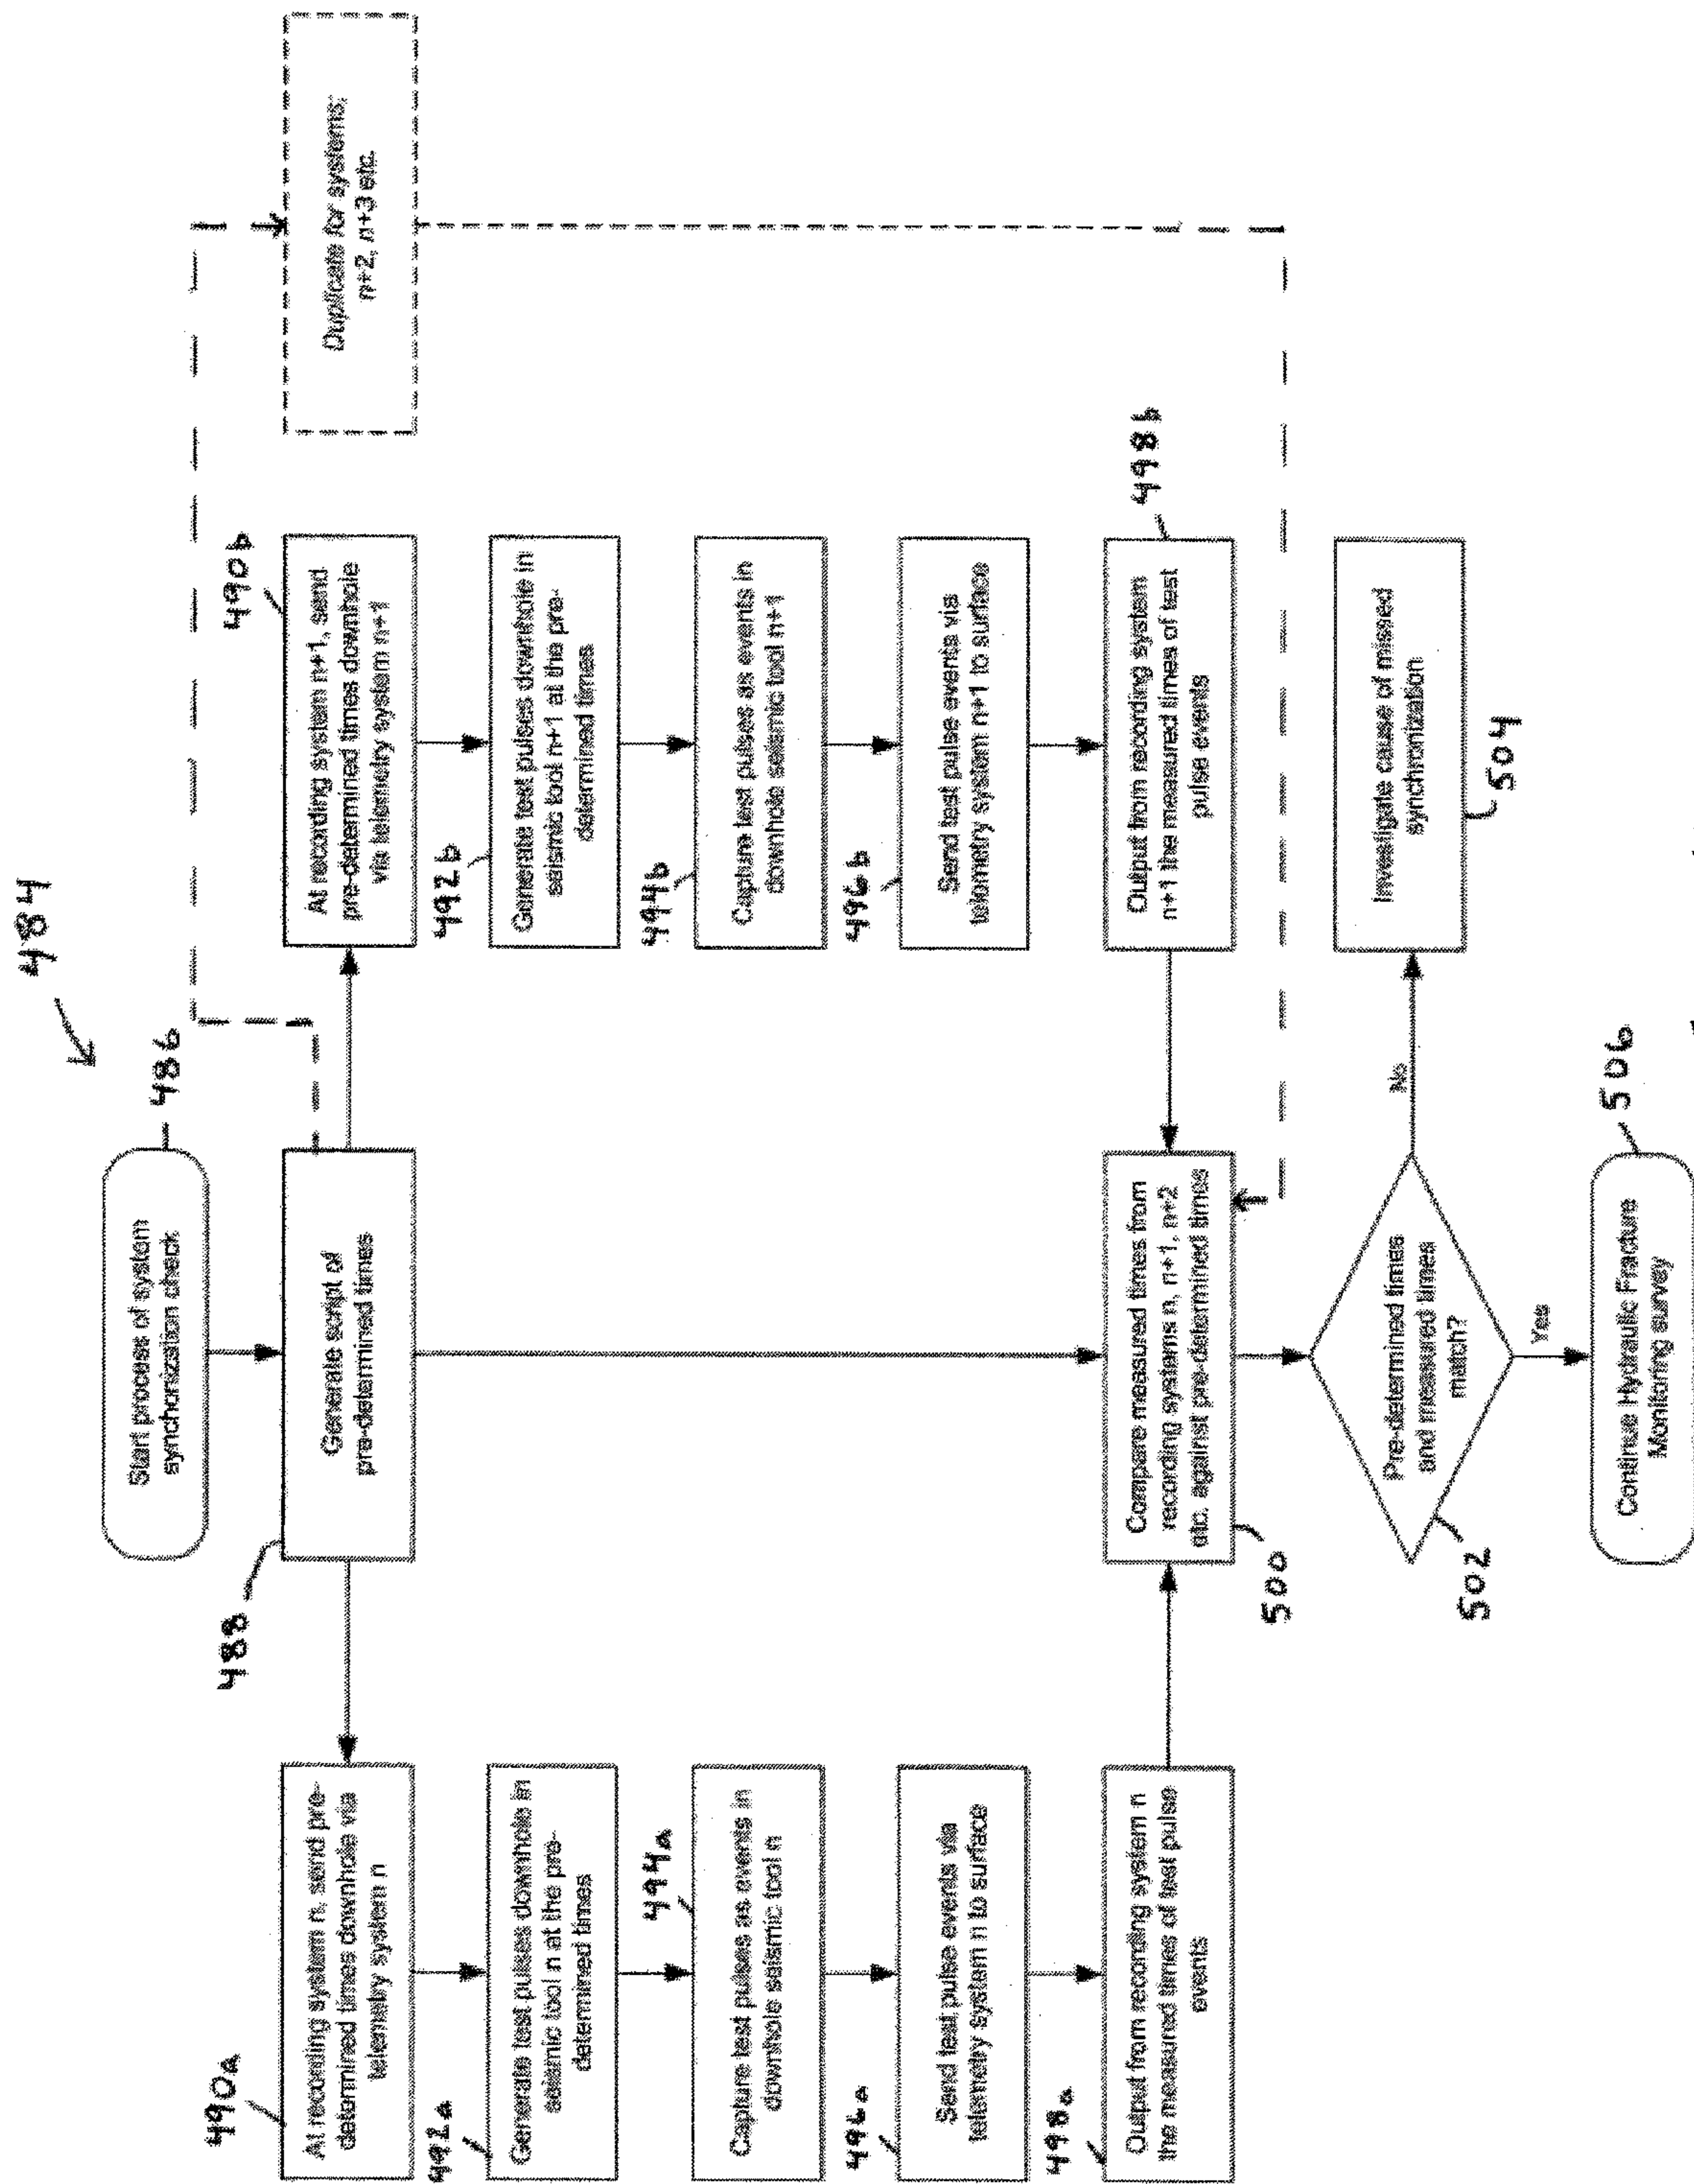 484
Start process of system
synchorization check
486
Generate script of
pre-determined times
488
At recording system n, send pre-
determined times downhole via
telemetry system n
490a
Generate test pulses downhole in
seismic tool n at the pre-
determined times
492a
Capture test pulses as events in
downhole seismic tool n
494a
Send test pulse events via
telemetry system n to surface
496a
Output from recording system n
the measured times of test pulse
events
498a
At recording system n+1, send
pre-determined times downhole
via telemetry system n+1
490b
Generate test pulses downhole in
seismic tool n+1 at the pre-
determined times
492b
Capture test pulses as events in
downhole seismic tool n+1
494b
Send test pulse events via
telemetry system n+1 to surface
496b
Output from recording system
n+1 the measured times of test
pulse events
498b
Duplicate for systems;
n+2, n+3 etc.
Compare measured times from
recording systems n, n+1, n+2
etc. against pre-determined times
500
Pre-determined times
and measured times
match?
502
No
Investigate cause of missed
synchronization
504
Yes
Continue Hydraulic Fracture
Monitoring survey
506